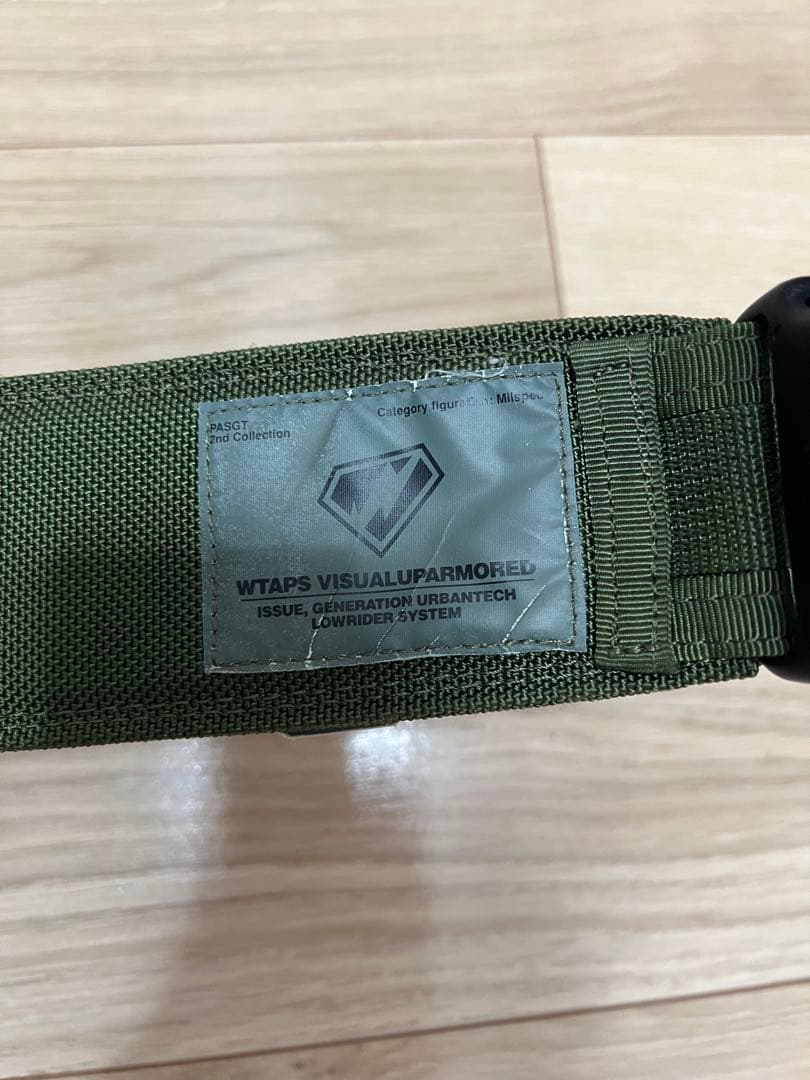 PASGT
2nd Collection
Category figuration: Milspec
WTAPS VISUALUPARMORED
ISSUE, GENERATION URBANTECH
LOWRIDER SYSTEM